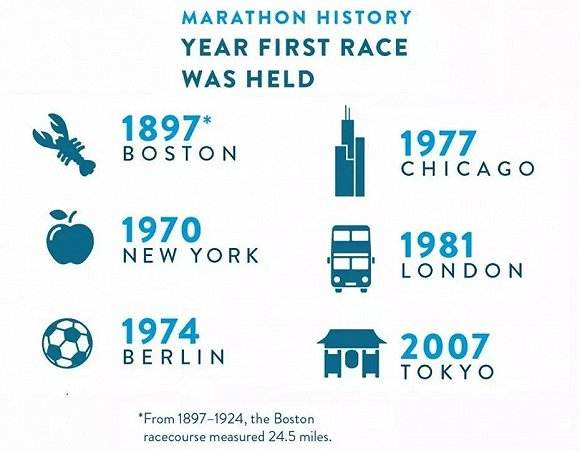 MARATHON HISTORY
YEAR FIRST RACE
WAS HELD
1897*
BOSTON
1977
CHICAGO
1970
NEW YORK
1981
LONDON
1974
BERLIN
2007
TOKYO
*From 1897–1924, the Boston
racecourse measured 24.5 miles.